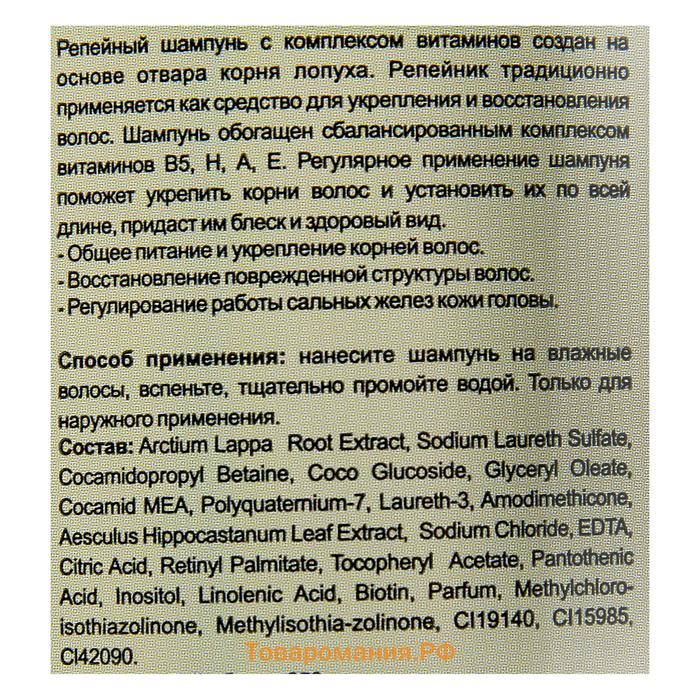 Репейный шампунь с комплексом витаминов создан на
основе отвара корня лопуха. Репейник традиционно
применяется как средство для укрепления и восстановления
волос. Шампунь обогащен сбалансированным комплексом
витаминов В5, Н, А, Е. Регулярное применение шампуня
поможет укрепить корни волос и установить их по всей
длине, придаст им блеск и здоровый вид.
- Общее питание и укрепление корней волос.
- Восстановление поврежденной структуры волос.
- Регулирование работы сальных желез кожи головы.
Способ применения: нанесите шампунь на влажные
волосы, вспеньте, тщательно промойте водой. Только для
наружного применения.
Состав: Arctium Lappa Root Extract, Sodium Laureth Sulfate,
Cocamidopropyl Betaine, Coco Glucoside, Glyceryl Oleate,
Cocamid MEA, Polyquaternium-7, Laureth-3, Amodimethicone,
Aesculus Hippocastanum Leaf Extract, Sodium Chloride, EDTA,
Citric Acid, Retinyl Palmitate, Tocopheryl Acetate, Pantothenic
Acid, Inositol, Linolenic Acid, Biotin, Parfum, Methylchloro-
isothiazolinone, Methylisothia-zolinone, CI19140, CI15985,
CI42090.
Товаромания.РФ